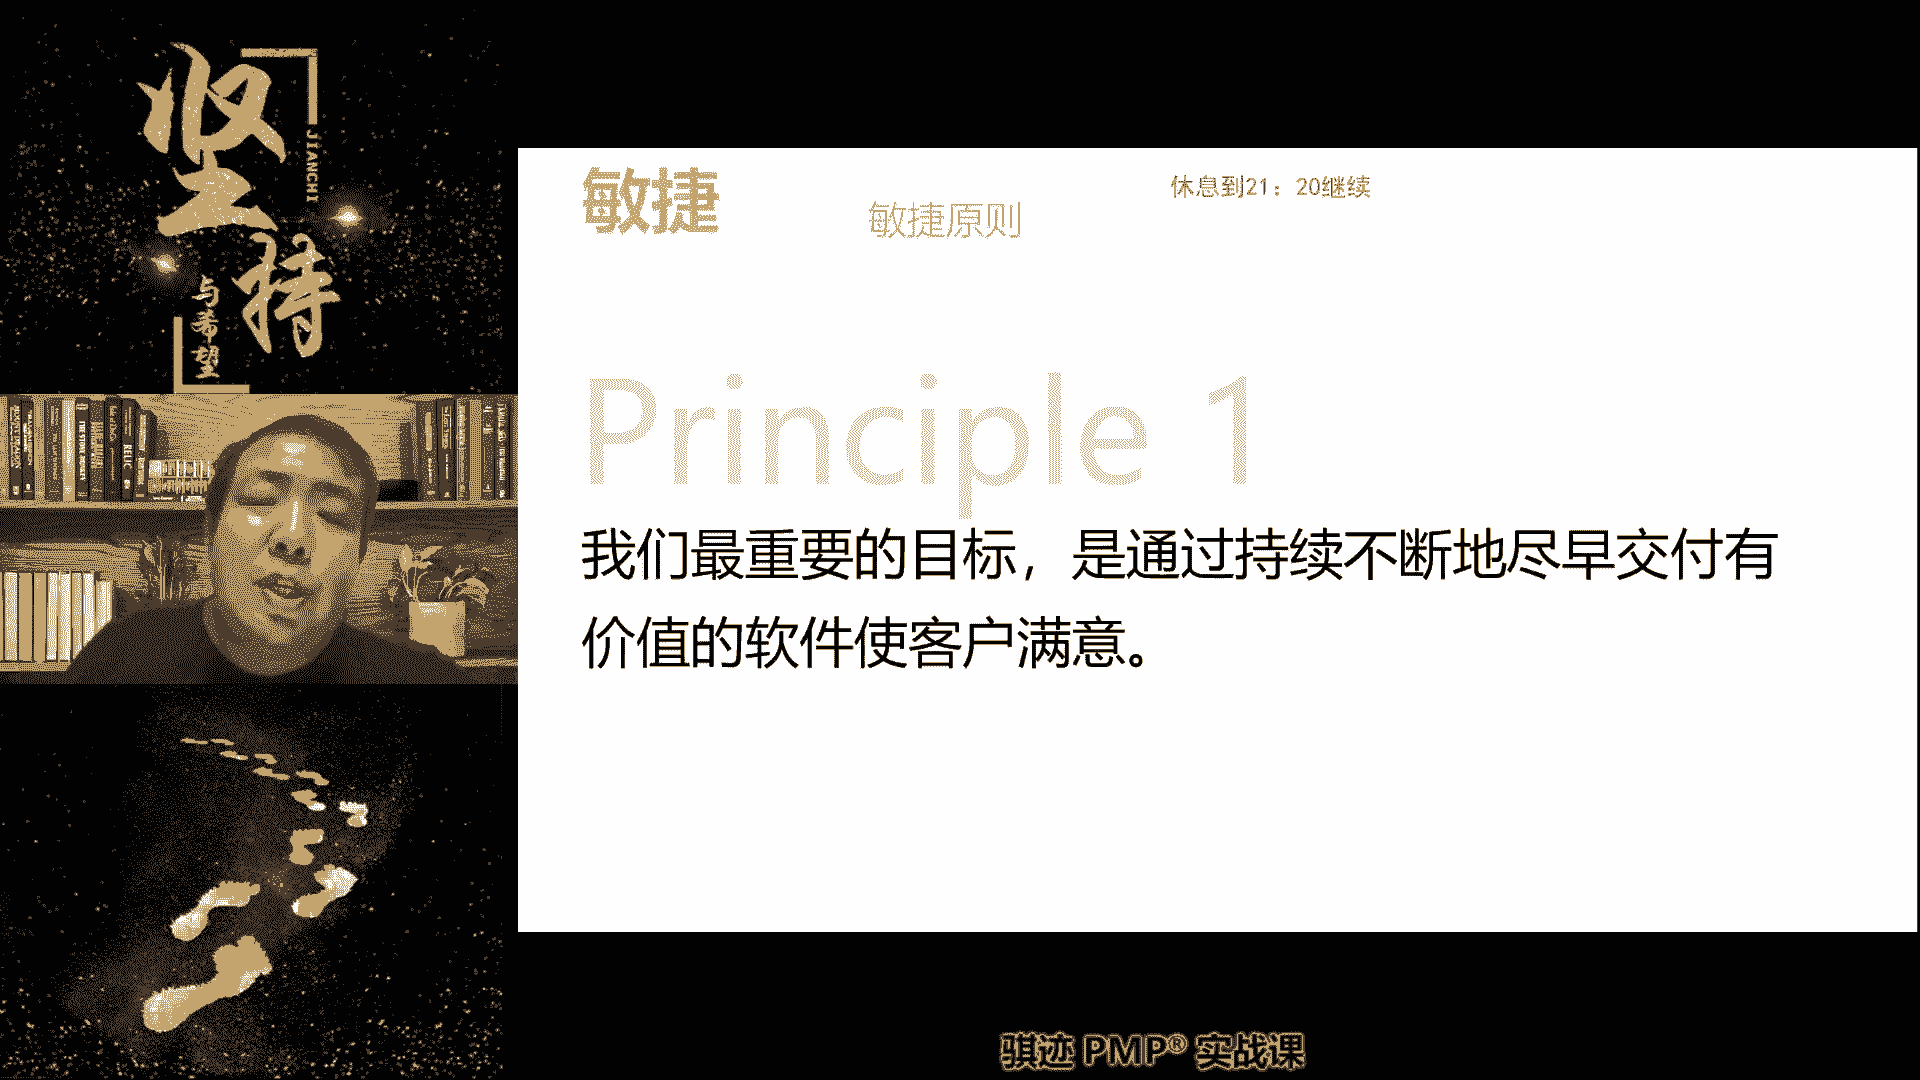 坚持
JIANCHI
与希望
RELIC
敏捷
敏捷原则
休息到21：20继续
Principle 1
我们最重要的目标，是通过持续不断地尽早交付有
价值的软件使客户满意。
骐迹 PMP® 实战课